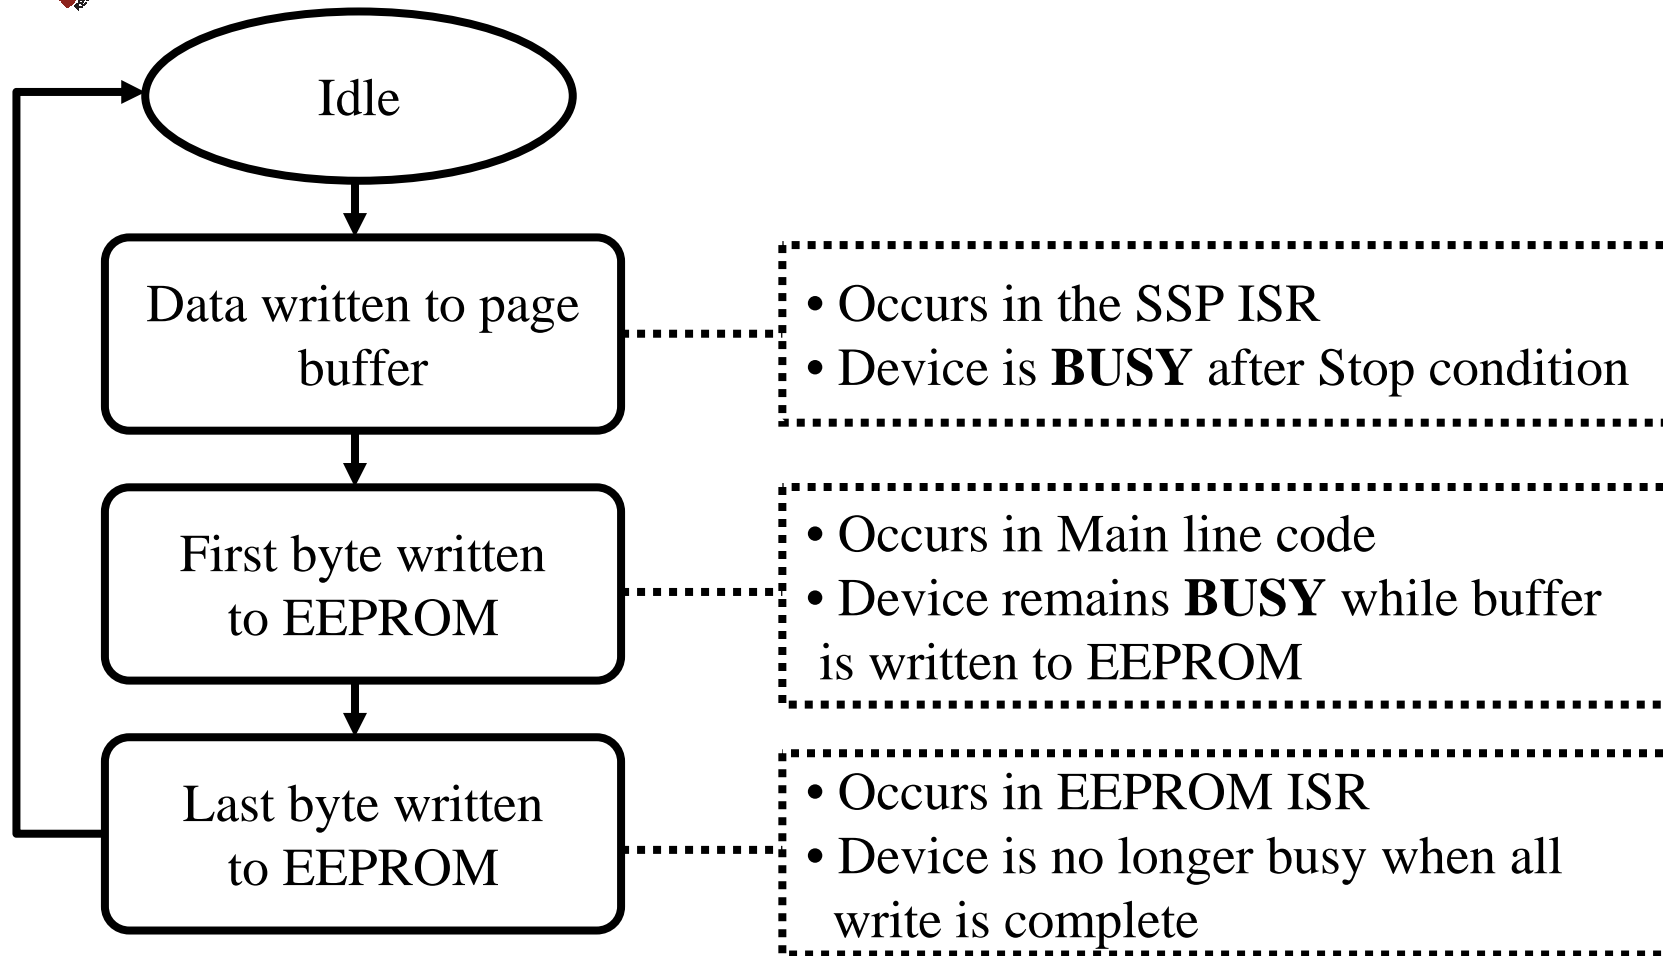 Idle
Data written to page
buffer
• Occurs in the SSP ISR
• Device is BUSY after Stop condition
First byte written
to EEPROM
• Occurs in Main line code
• Device remains BUSY while buffer
is written to EEPROM
Last byte written
to EEPROM
• Occurs in EEPROM ISR
• Device is no longer busy when all
write is complete